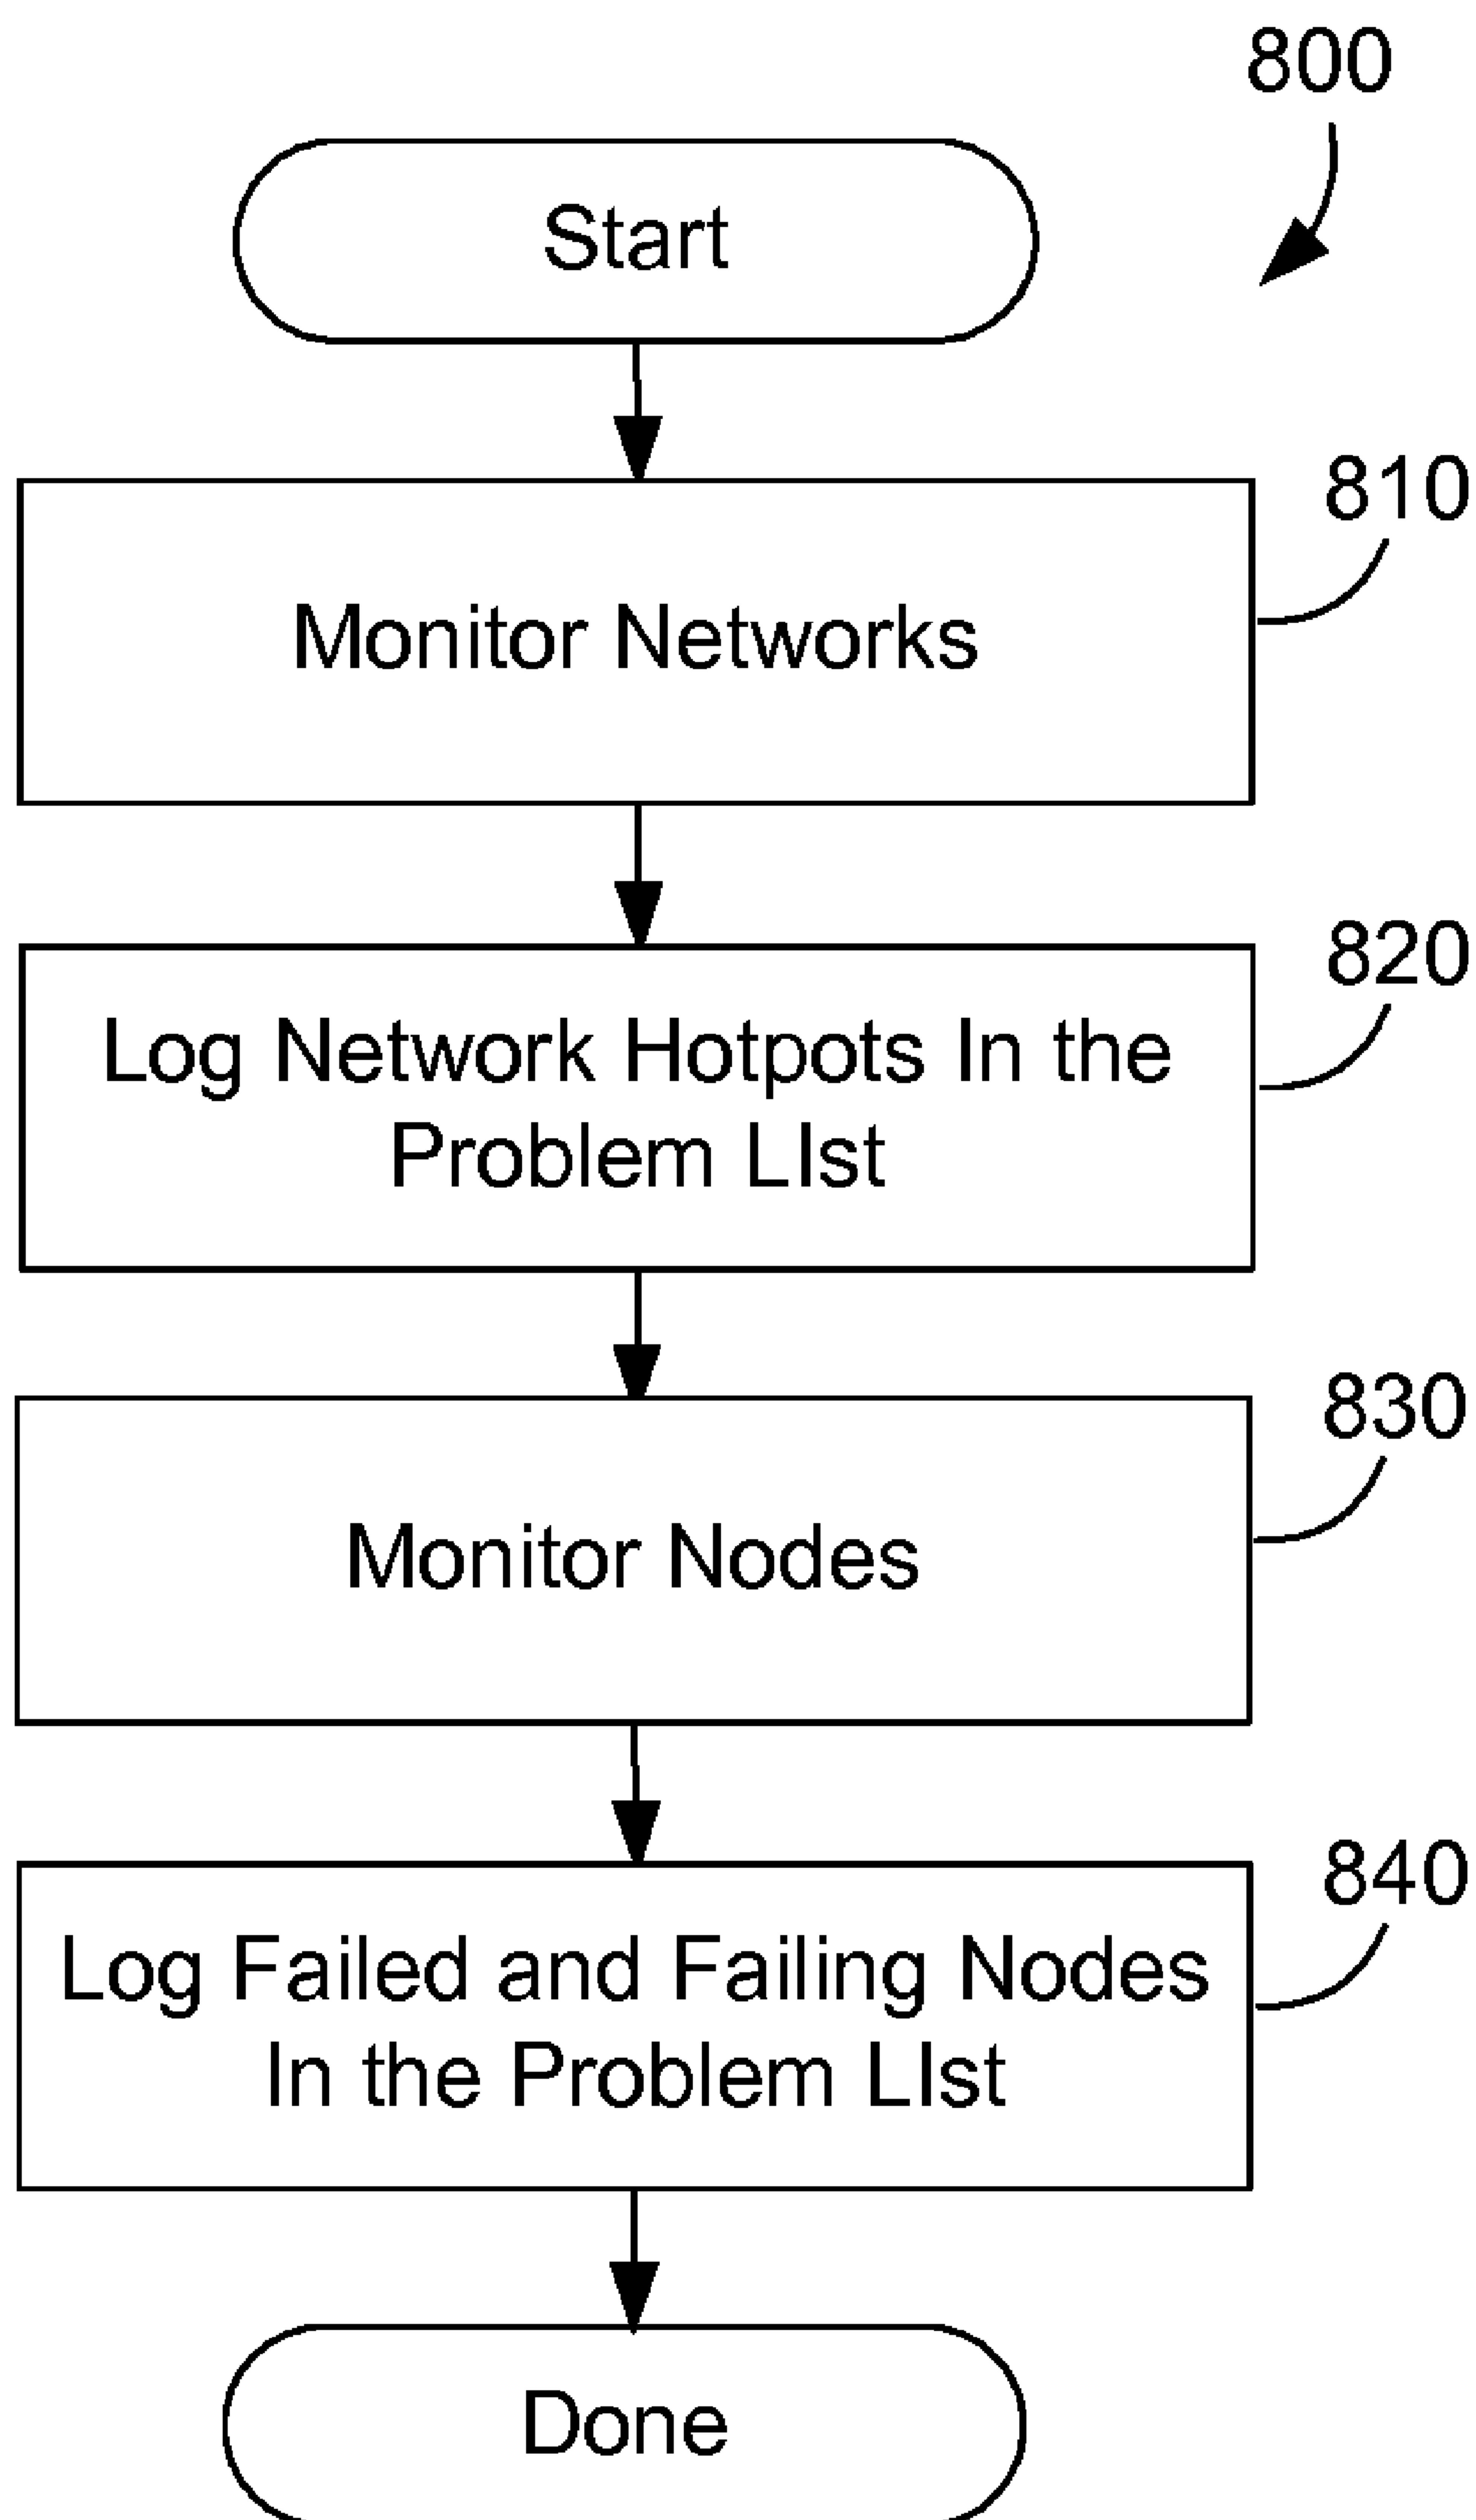 800
Start
810
Monitor Networks
820
Log Network Hotpots In the
Problem LIst
830
Monitor Nodes
840
Log Failed and Failing Nodes
In the Problem LIst
Done